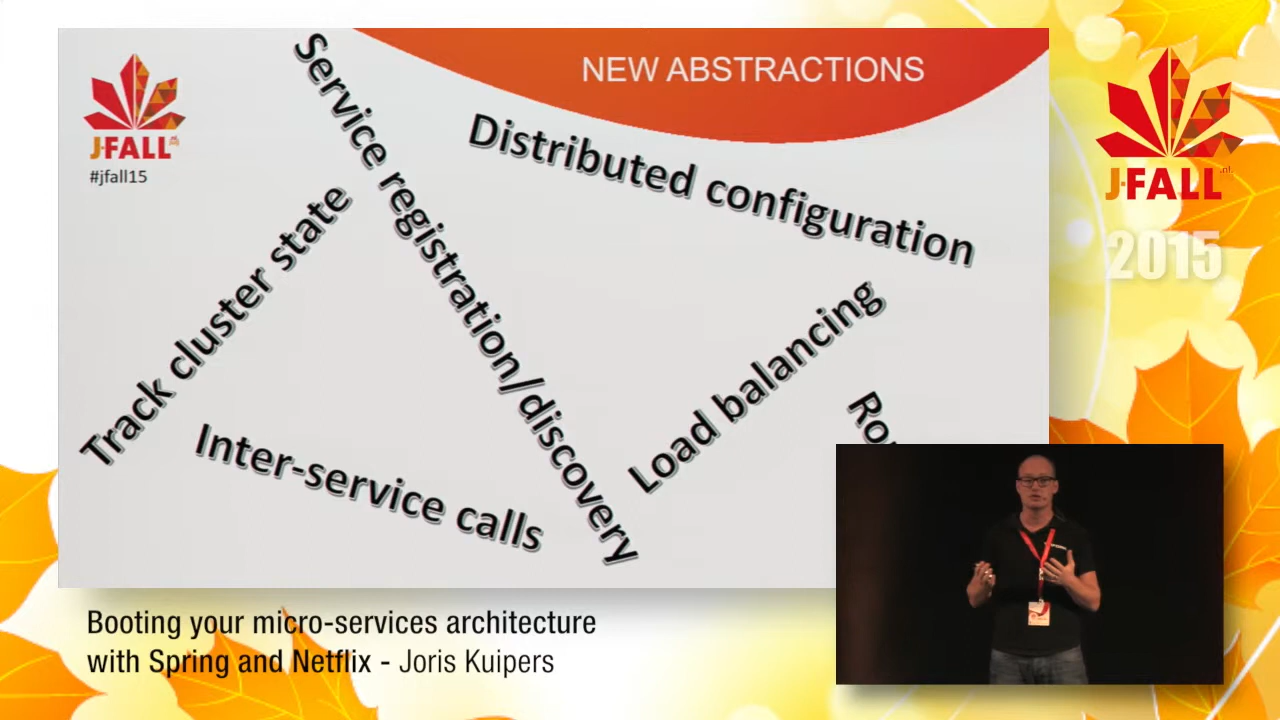 NEW ABSTRACTIONS
J-FALL
#jfall15
Service registration/discovery
Distributed configuration
Track cluster state
Load balancing
Inter-service calls
J-FALL.nl
2015
Booting your micro-services architecture
with Spring and Netflix - Joris Kuipers